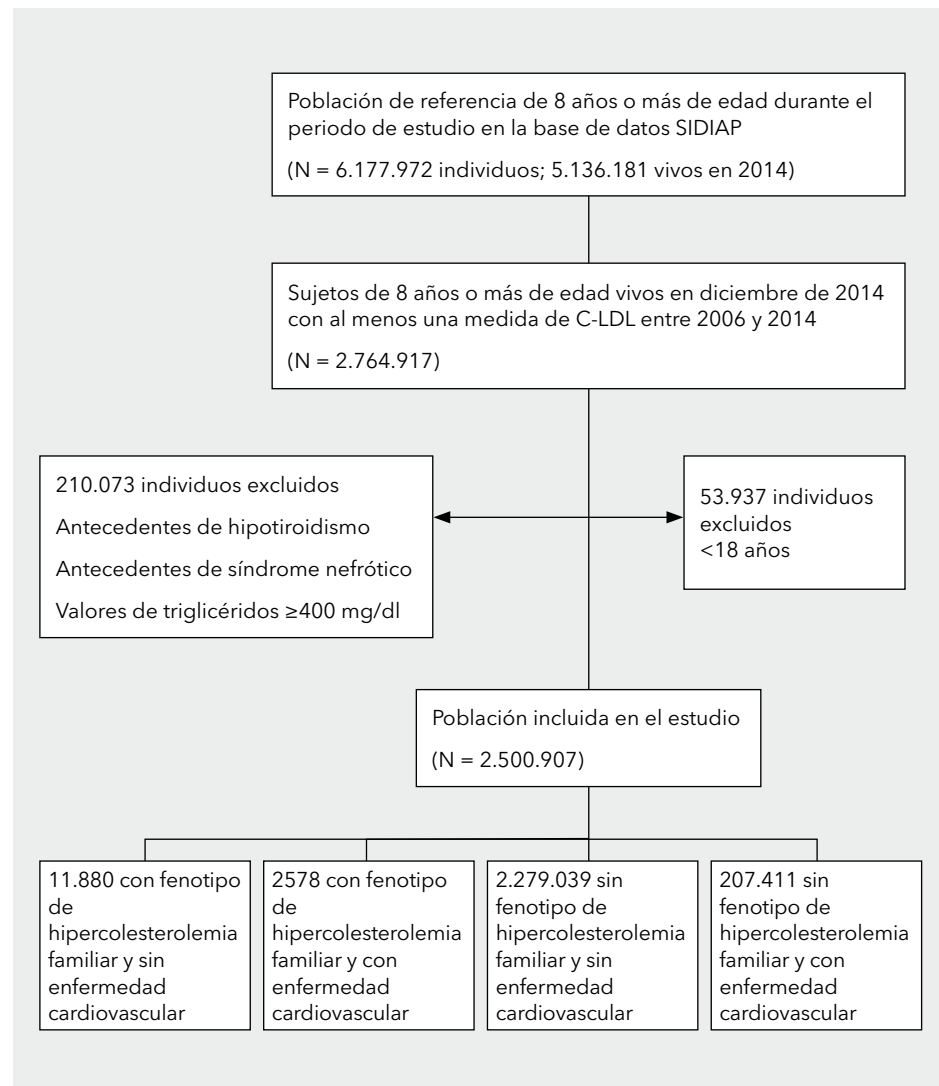 Población de referencia de 8 años o más de edad durante el
periodo de estudio en la base de datos SIDIAP
(N = 6.177.972 individuos; 5.136.181 vivos en 2014)
Sujetos de 8 años o más de edad vivos en diciembre de 2014
con al menos una medida de C-LDL entre 2006 y 2014
(N = 2.764.917)
210.073 individuos excluidos
Antecedentes de hipotiroidismo
Antecedentes de síndrome nefrótico
Valores de triglicéridos ≥400 mg/dl
53.937 individuos
excluidos
<18 años
Población incluida en el estudio
(N = 2.500.907)
11.880 con fenotipo
de
hipercolesterolemia
familiar y sin
enfermedad
cardiovascular
2578 con fenotipo
de
hipercolesterolemia
familiar y con
enfermedad
cardiovascular
2.279.039 sin
fenotipo de
hipercolesterolemia
familiar y sin
enfermedad
cardiovascular
207.411 sin
fenotipo de
hipercolesterolemia
familiar y con
enfermedad
cardiovascular